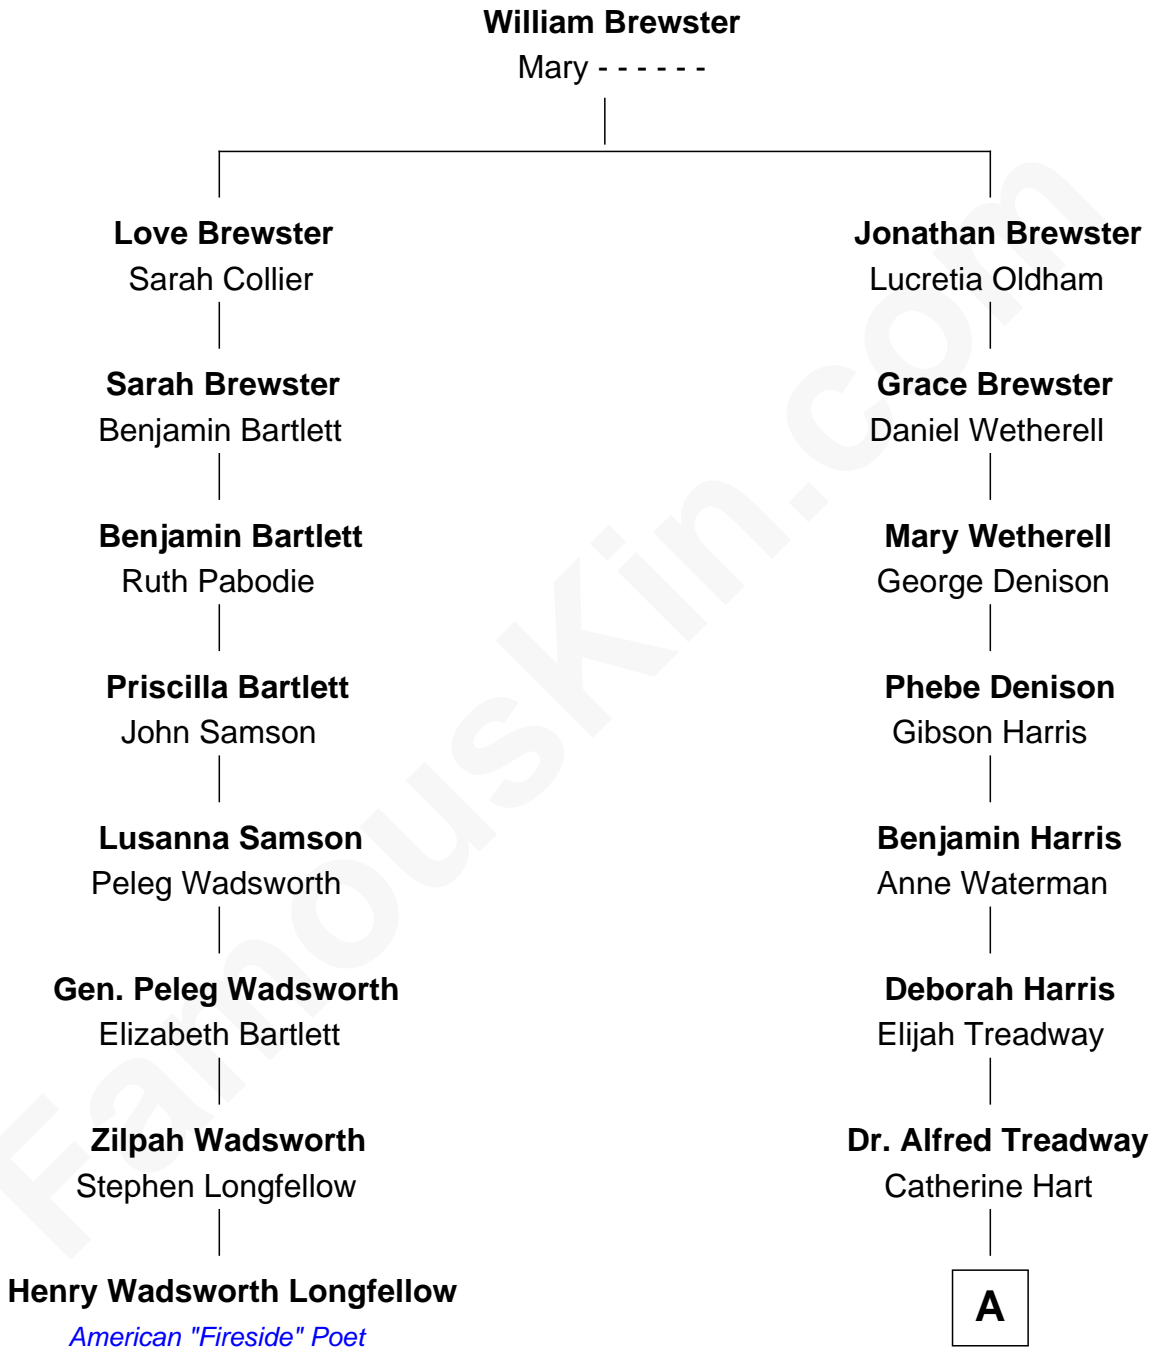 William Brewster
Mary - - - - - -
Love Brewster
Sarah Collier
Jonathan Brewster
Lucretia Oldham
Sarah Brewster
Benjamin Bartlett
Grace Brewster
Daniel Wetherell
Benjamin Bartlett
Ruth Pabodie
Mary Wetherell
George Denison
Priscilla Bartlett
John Samson
Phebe Denison
Gibson Harris
Lusanna Samson
Peleg Wadsworth
Benjamin Harris
Anne Waterman
Gen. Peleg Wadsworth
Elizabeth Bartlett
Deborah Harris
Elijah Treadway
Zilpah Wadsworth
Stephen Longfellow
Dr. Alfred Treadway
Catherine Hart
Henry Wadsworth Longfellow
American "Fireside" Poet
A
FamousKin.com